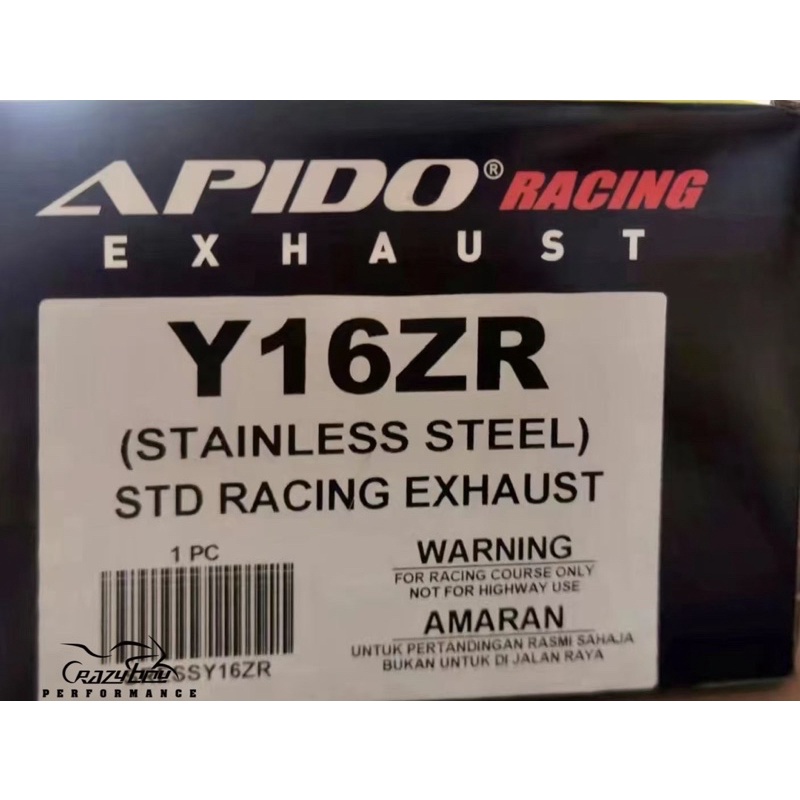 APIDO® RACING
EXHAUST
Y16ZR
(STAINLESS STEEL)
STD RACING EXHAUST
1 PC
WARNING
FOR RACING COURSE ONLY
NOT FOR HIGHWAY USE
AMARAN
UNTUK PERTANDINGAN RASMI SAHAJA
BUKAN UNTUK DI JALAN RAYA
CRAZYBOY
PERFORMANCE